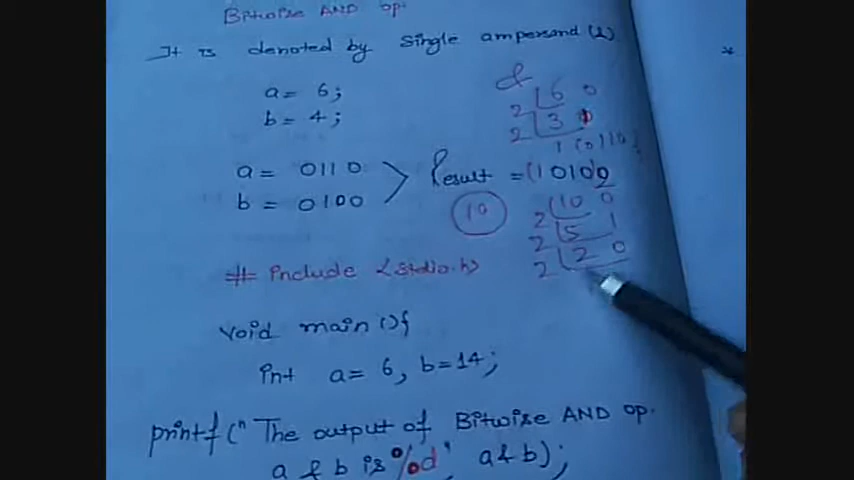 Bitwise AND op.
It is denoted by single ampersand (&)
a = 6;
b = 4;
&
2 6 0
2 3 1
1 (0110)
a = 0110
b = 0100
Result = (1010)2
10
2 10 0
2 5 1
2 2 0
# include <stdio.h>
void main(){
int a= 6, b=14;
printf(" The output of Bitwise AND op.
a & b is %d" a&b);